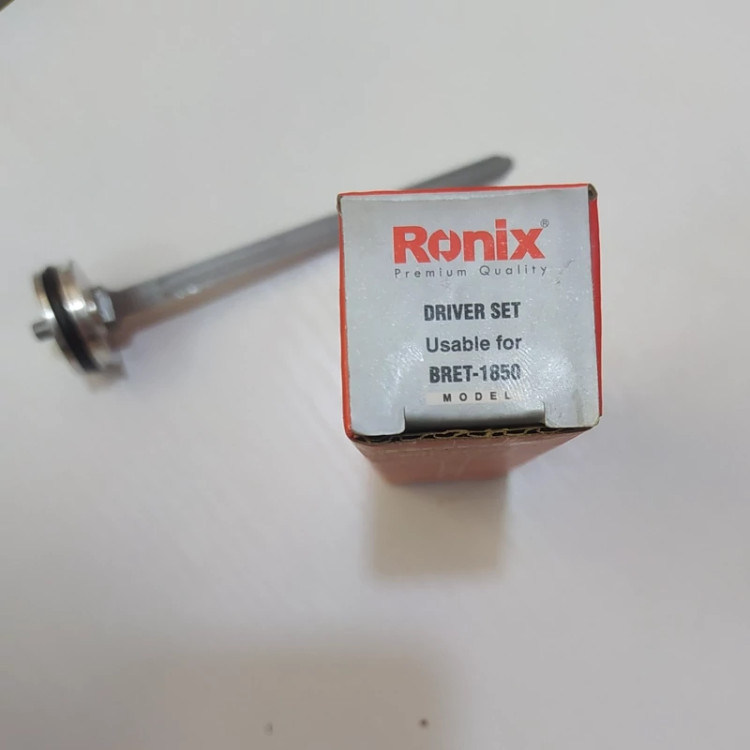 Ronix®
Premium Quality
DRIVER SET
Usable for
BRET-1850
MODEL